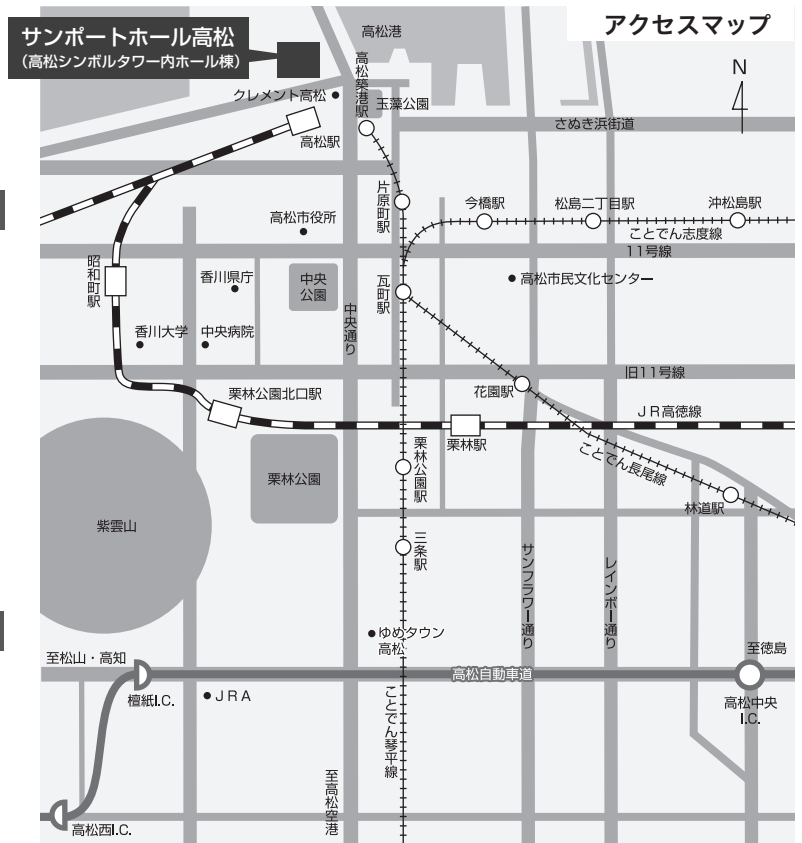 アクセスマップ
サンポートホール高松
(高松シンボルタワー内ホール棟)
高松港
N
クレメント高松
高松築港駅
玉藻公園
高松駅
さぬき浜街道
片原町駅
今橋駅
松島二丁目駅
沖松島駅
高松市役所
ことでん志度線
11号線
昭和町駅
香川県庁
中央
公園
瓦町駅
高松市民文化センター
中央通り
香川大学
中央病院
旧11号線
花園駅
栗林公園北口駅
JR高徳線
栗林駅
ことでん長尾線
栗林公園
栗林公園駅
林道駅
紫雲山
三条駅
サンフラワー通り
レインボー通り
ゆめタウン
高松
至松山・高知
至徳島
高松自動車道
檀紙I.C.
JRA
高松中央
I.C.
ことでん琴平線
至高松空港
高松西I.C.